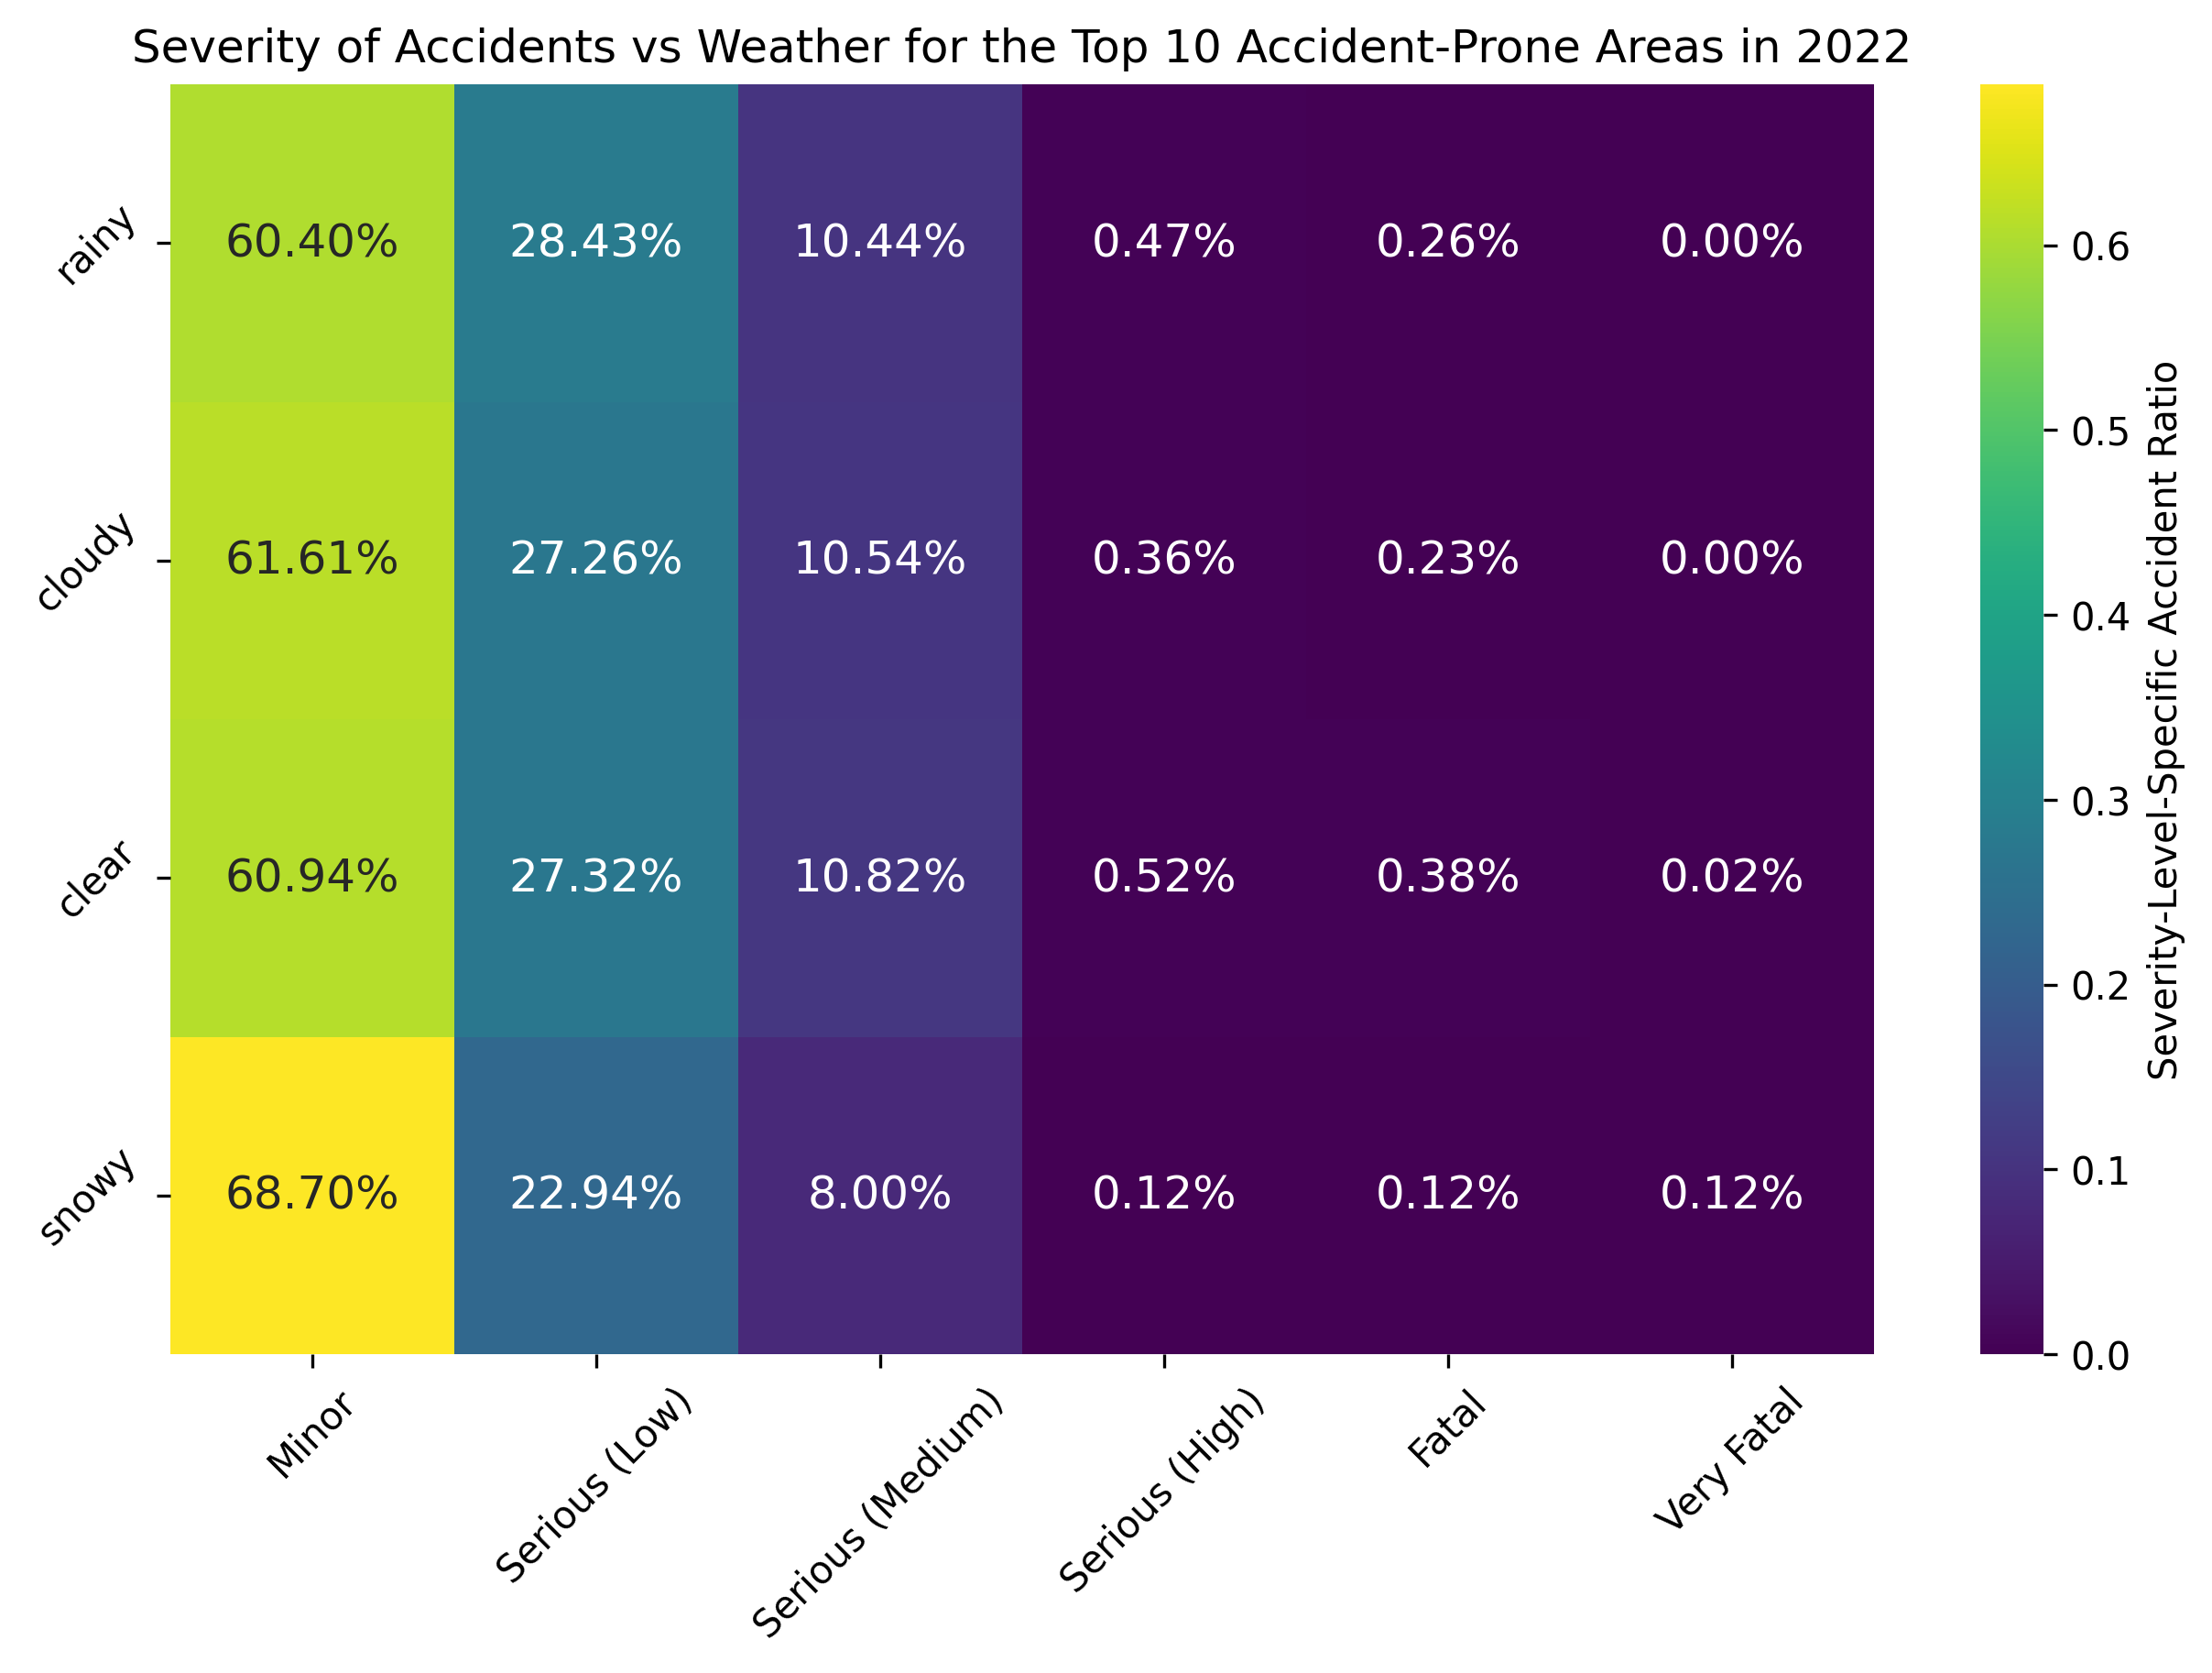 Severity of Accidents vs Weather for the Top 10 Accident-Prone Areas in 2022
rainy 60.40% 28.43% 10.44% 0.47% 0.26% 0.00%
cloudy 61.61% 27.26% 10.54% 0.36% 0.23% 0.00%
clear 60.94% 27.32% 10.82% 0.52% 0.38% 0.02%
snowy 68.70% 22.94% 8.00% 0.12% 0.12% 0.12%
Minor
Serious (Low)
Serious (Medium)
Serious (High)
Fatal
Very Fatal
0.6
0.5
0.4
0.3
0.2
0.1
0.0
Severity-Level-Specific Accident Ratio